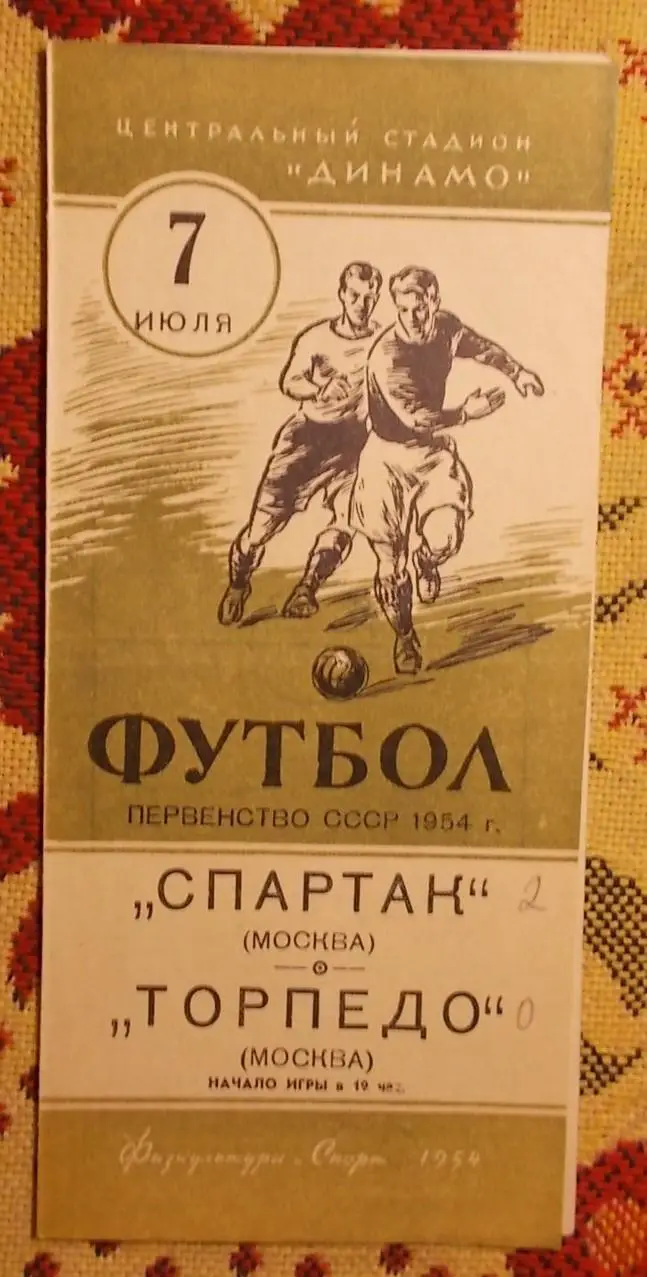 ЦЕНТРАЛЬНЫЙ СТАДИОН
"ДИНАМО"
7
ИЮЛЯ
ФУТБОЛ
ПЕРВЕНСТВО СССР 1954 г.
„СПАРТАК“ 2
(МОСКВА)
„ТОРПЕДО“ 0
(МОСКВА)
НАЧАЛО ИГРЫ в 19 час.
Физкультура и Спорт 1954